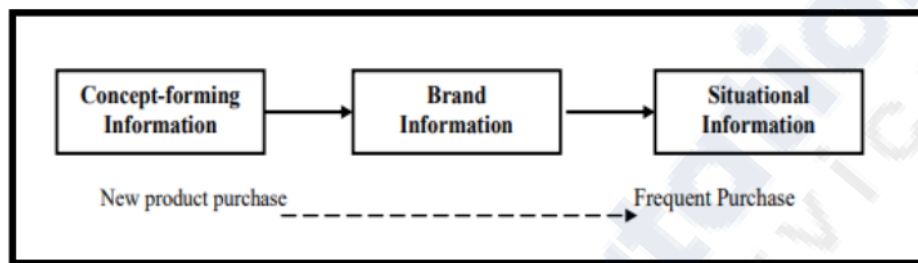 Concept-forming
Information
Brand
Information
Situational
Information
New product purchase
Frequent Purchase